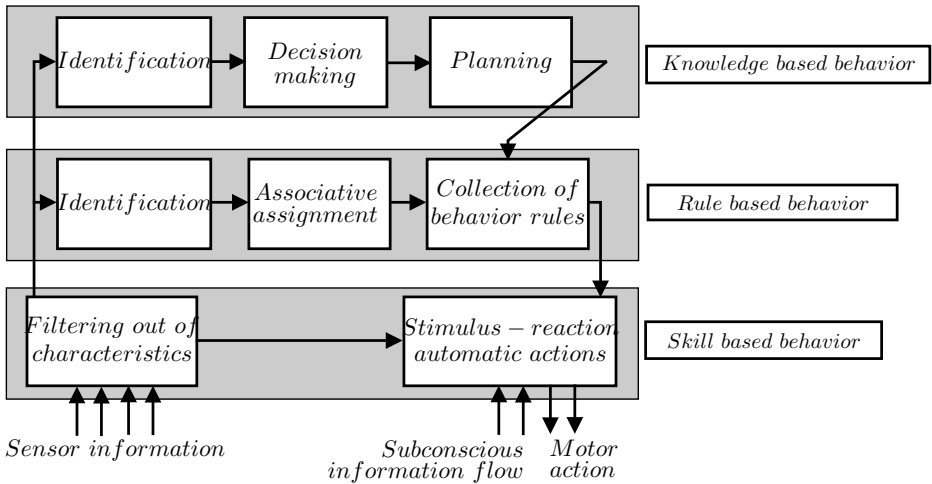 Identification
Decision
making
Planning
Knowledge based behavior
Identification
Associative
assignment
Collection of
behavior rules
Rule based behavior
Filtering out of
characteristics
Stimulus − reaction
automatic actions
Skill based behavior
Sensor information
Subconscious
information flow
Motor
action